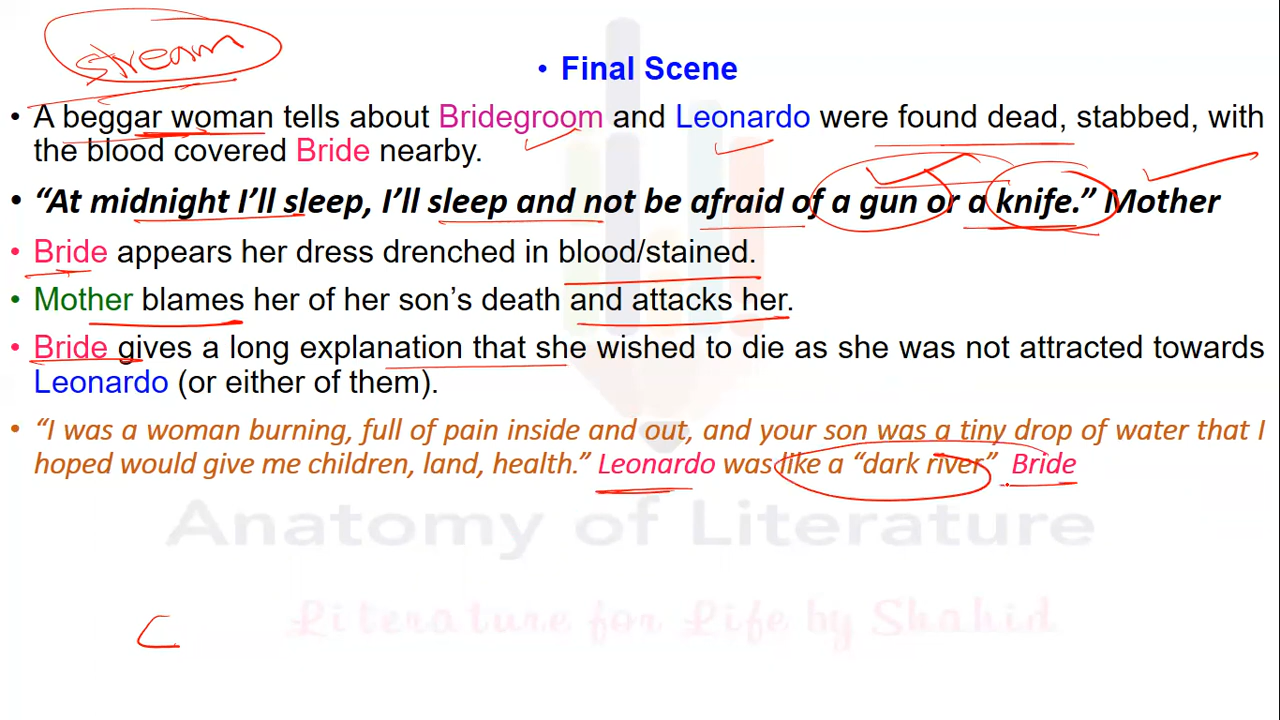 stream
• Final Scene
• A beggar woman tells about Bridegroom and Leonardo were found dead, stabbed, with
the blood covered Bride nearby.
• “At midnight I’ll sleep, I’ll sleep and not be afraid of a gun or a knife.” Mother
• Bride appears her dress drenched in blood/stained.
• Mother blames her of her son’s death and attacks her.
• Bride gives a long explanation that she wished to die as she was not attracted towards
Leonardo (or either of them).
• “I was a woman burning, full of pain inside and out, and your son was a tiny drop of water that I
hoped would give me children, land, health.” Leonardo was like a “dark river” Bride
Anatomy of Literature
Literature for Life by Shahid